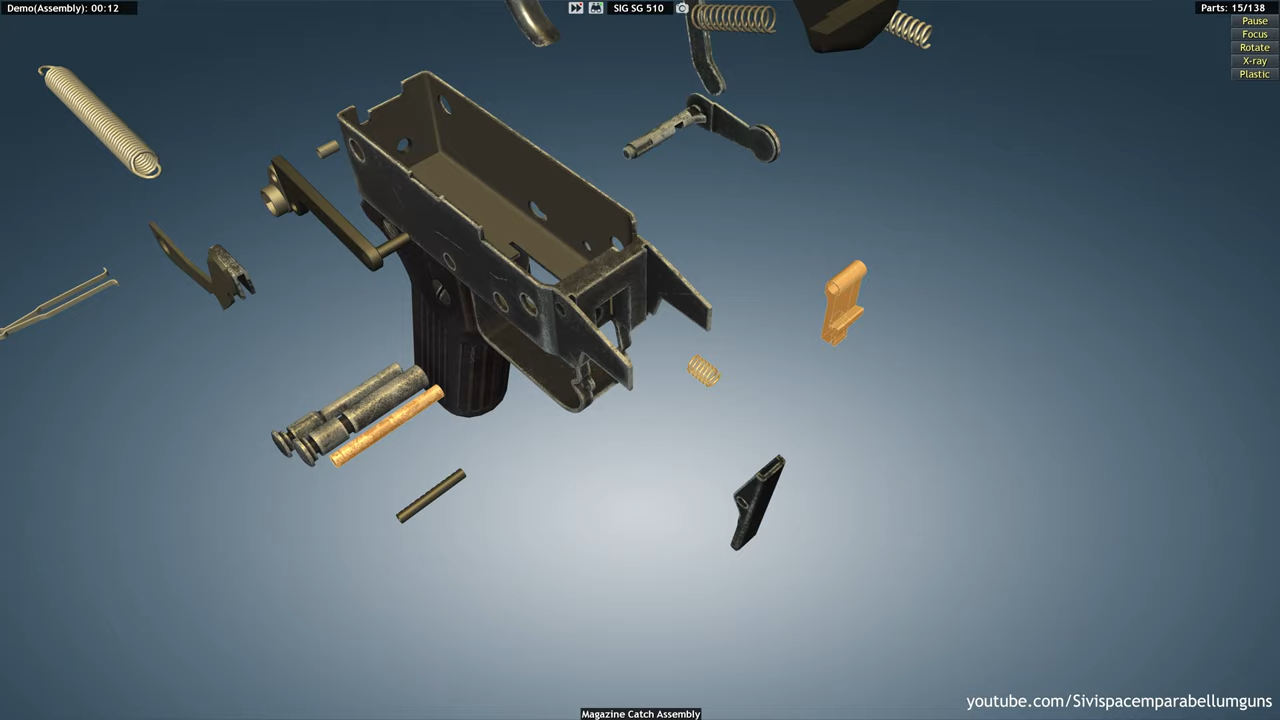 Demo(Assembly): 00:12
SIG SG 510
Parts: 15/138
Pause
Focus
Rotate
X-ray
Plastic
youtube.com/Sivispacemparabellumguns
Magazine Catch Assembly